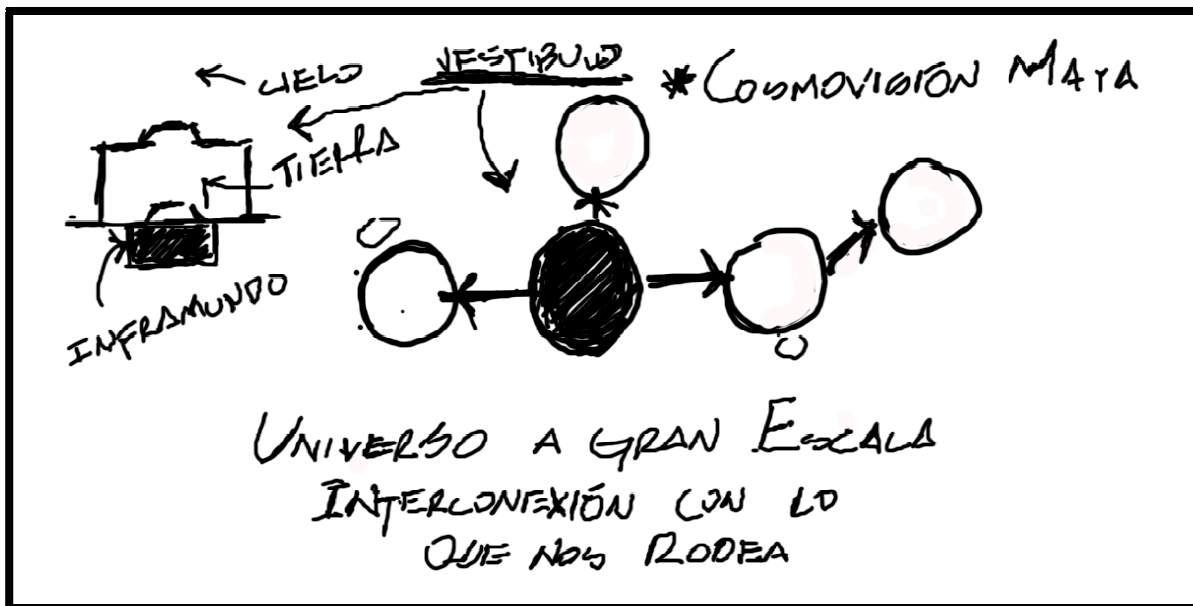 VESTIBULO
* COSMOVISIÓN MAYA
CIELO
TIERRA
INFRAMUNDO
UNIVERSO A GRAN ESCALA
INTERCONEXIÓN CON LO
QUE NOS RODEA